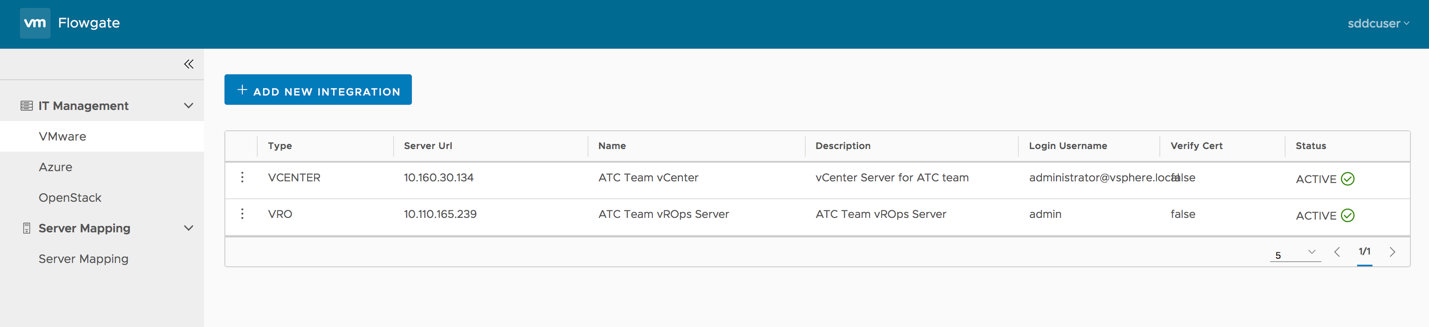 vm Flowgate
sddcuser
IT Management
VMware
Azure
OpenStack
Server Mapping
Server Mapping
+ ADD NEW INTEGRATION
Type Server Url Name Description Login Username Verify Cert Status
VCENTER 10.160.30.134 ATC Team vCenter vCenter Server for ATC team administrator@vsphere.local false ACTIVE
VRO 10.110.165.239 ATC Team vROps Server ATC Team vROps Server admin false ACTIVE
5 1/1